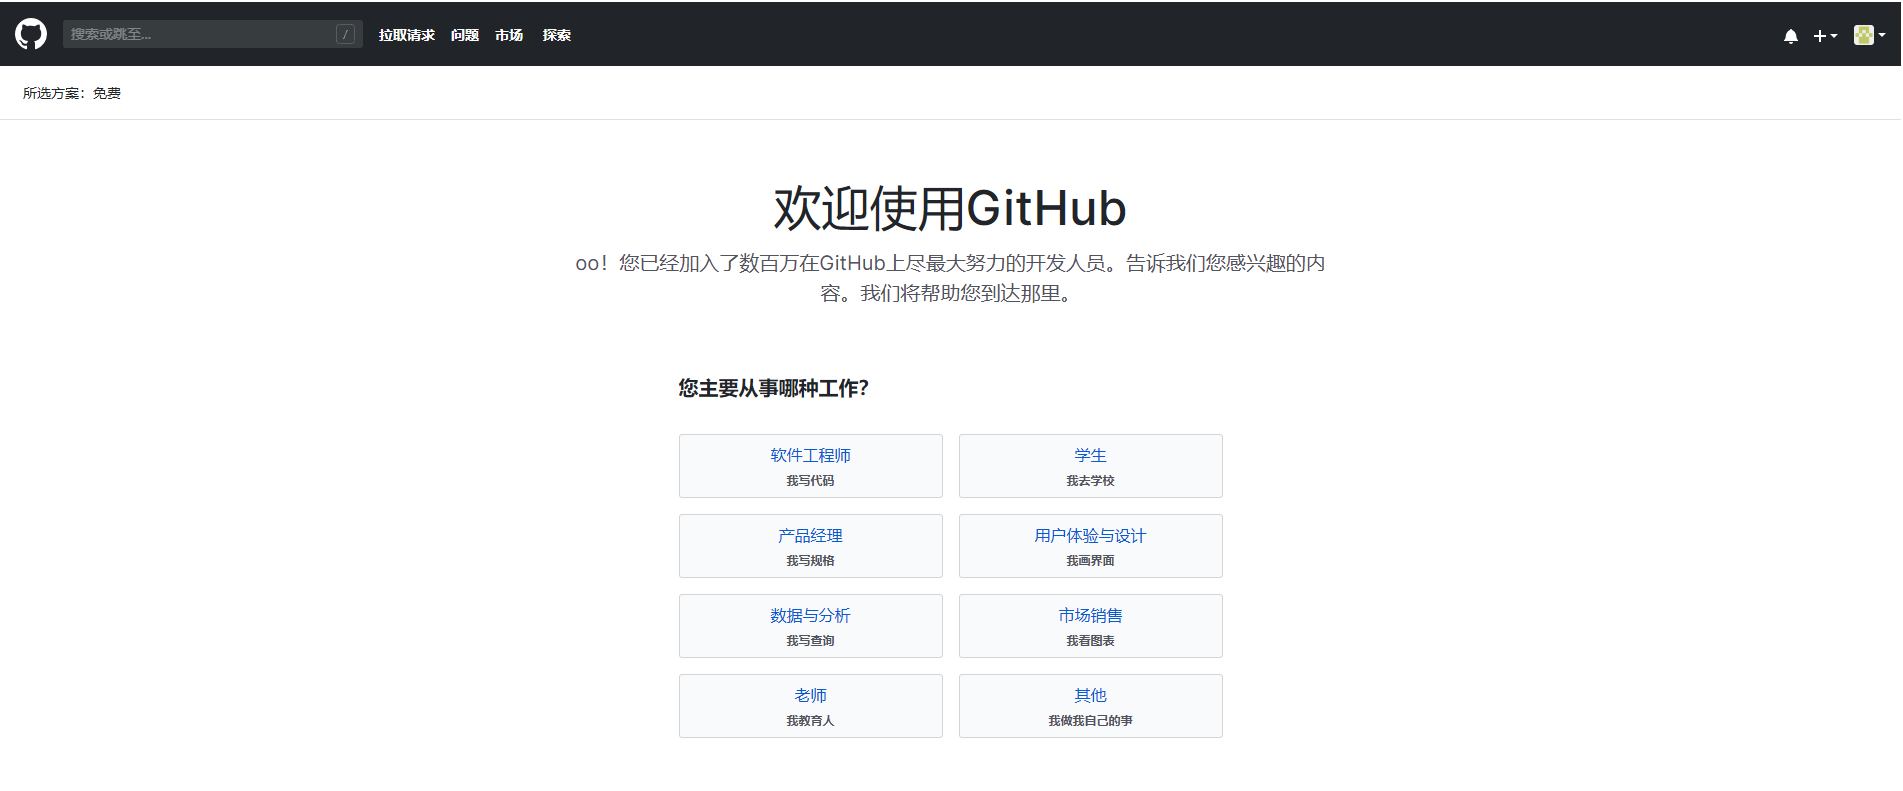 搜索或跳至... /
拉取请求 问题 市场 探索
所选方案：免费
欢迎使用GitHub
oo！您已经加入了数百万在GitHub上尽最大努力的开发人员。告诉我们您感兴趣的内
容。我们将帮助您到达那里。
您主要从事哪种工作？
软件工程师
我写代码
学生
我去学校
产品经理
我写规格
用户体验与设计
我画界面
数据与分析
我写查询
市场销售
我看图表
老师
我教育人
其他
我做我自己的事